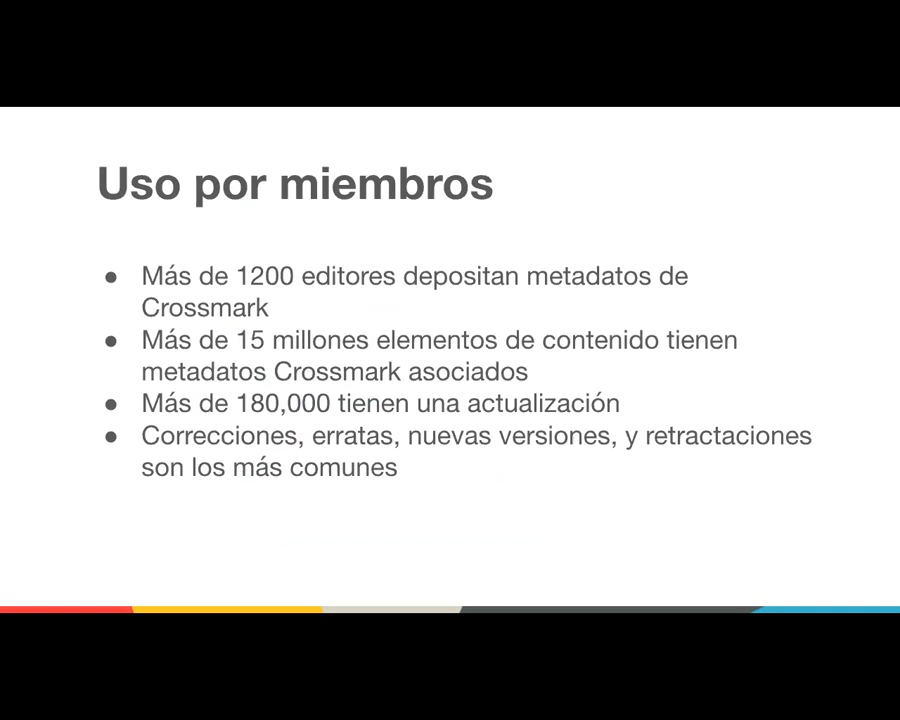 Uso por miembros
● Más de 1200 editores depositan metadatos de
Crossmark
● Más de 15 millones elementos de contenido tienen
metadatos Crossmark asociados
● Más de 180,000 tienen una actualización
● Correcciones, erratas, nuevas versiones, y retractaciones
son los más comunes